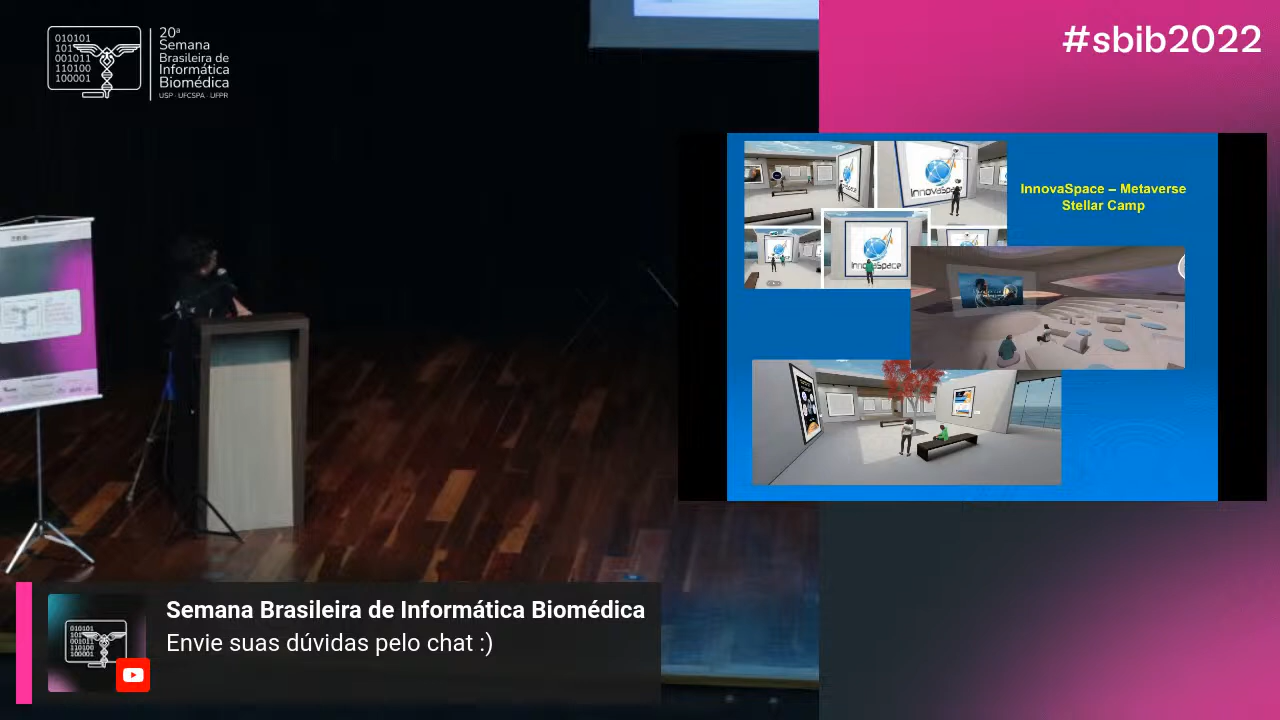 010101
101
001011
110100
100001
20ª
Semana
Brasileira de
Informática
Biomédica
USP · UFCSPA · UFPR
#sbib2022
InnovaSpace – Metaverse
Stellar Camp
InnovaSpace
InnovaSpace
Semana Brasileira de Informática Biomédica
Envie suas dúvidas pelo chat :)